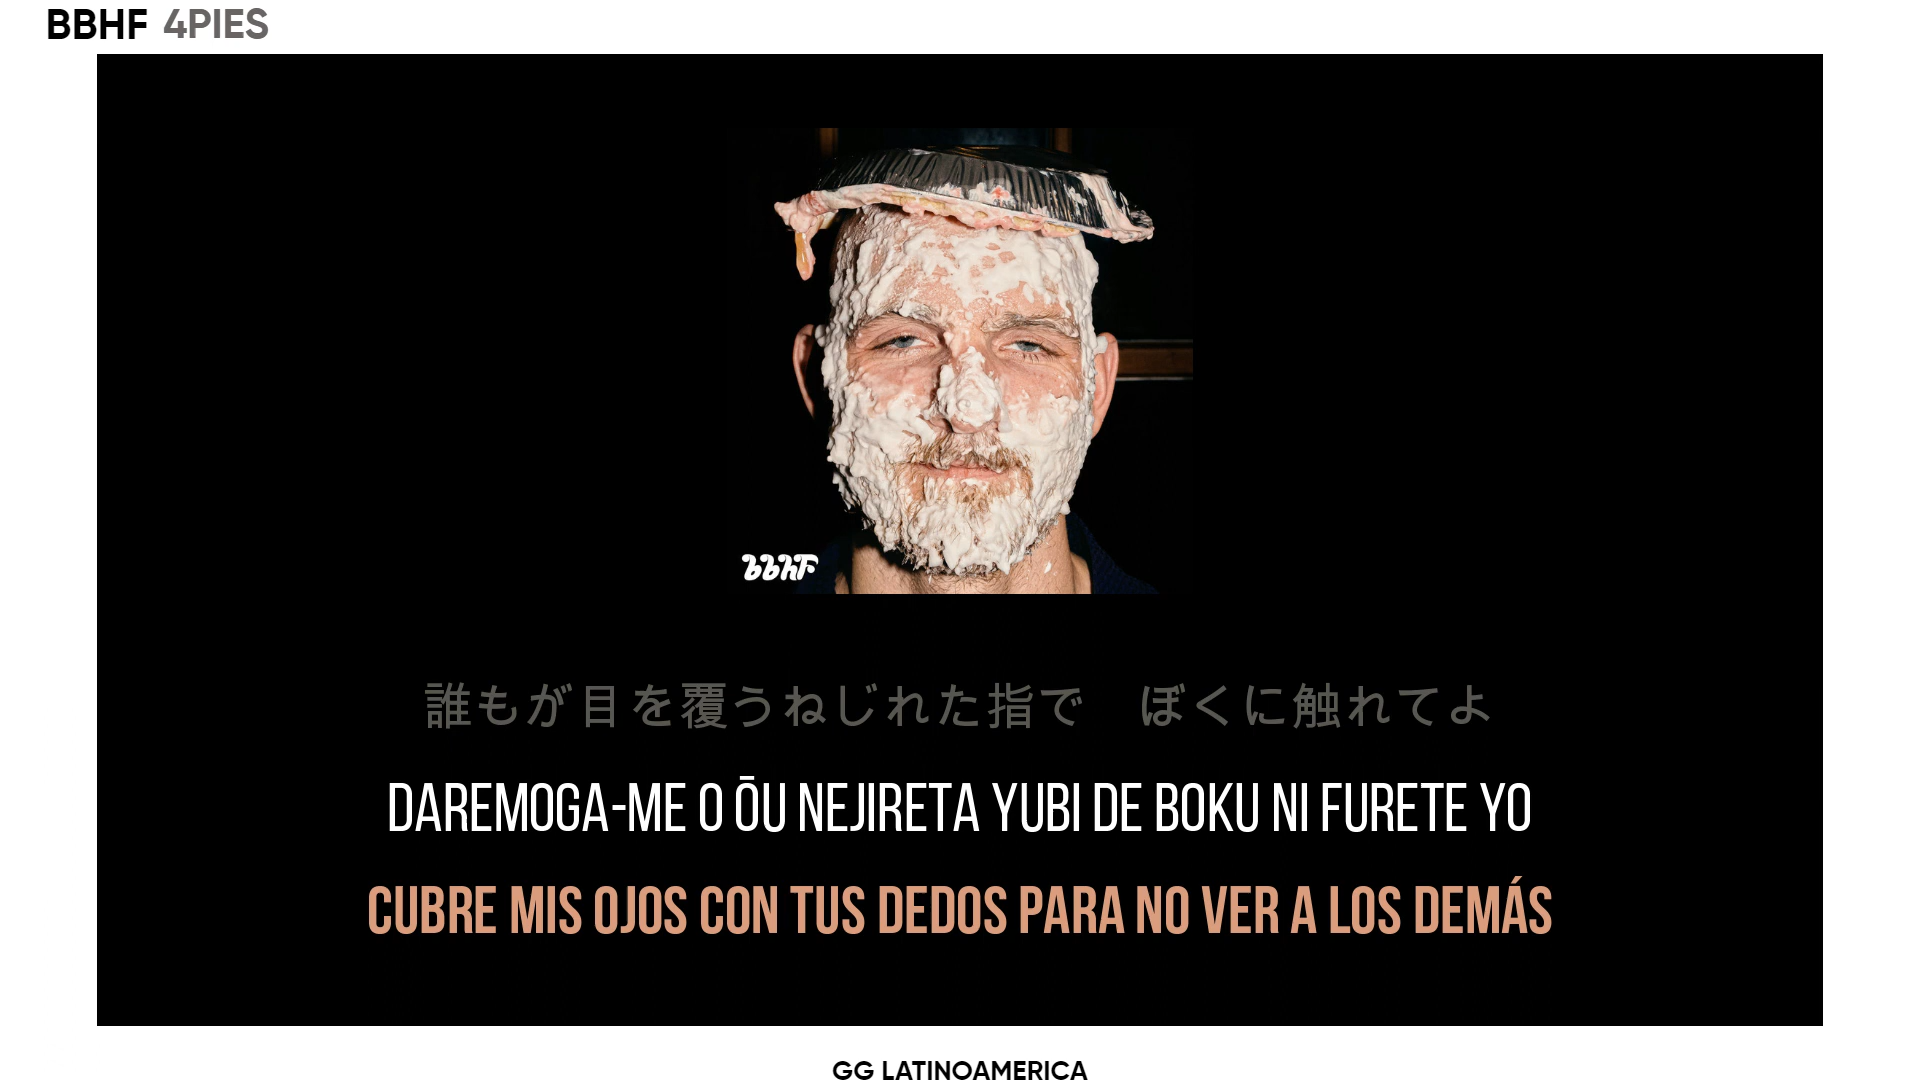 BBHF 4PIES
bbhf
誰もが目を覆うねじれた指で　ぼくに触れてよ
DAREMOGA-ME O ŌU NEJIRETA YUBI DE BOKU NI FURETE YO
CUBRE MIS OJOS CON TUS DEDOS PARA NO VER A LOS DEMÁS
GG LATINOAMERICA